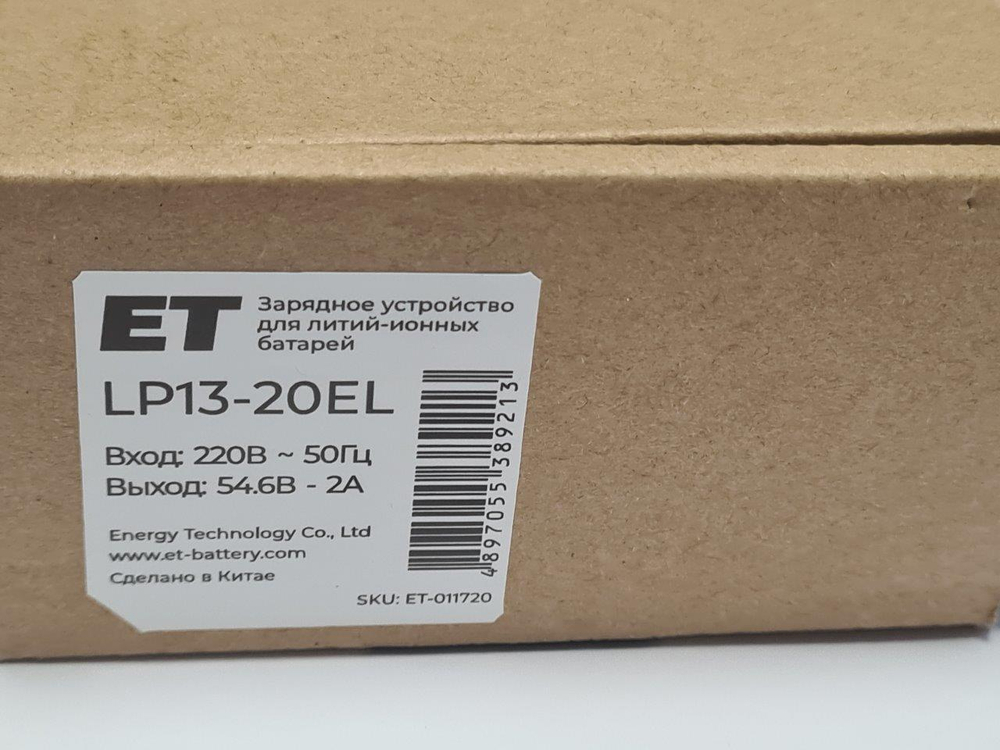 ET
Зарядное устройство
для литий-ионных
батарей
LP13-20EL
Вход: 220В ~ 50Гц
Выход: 54.6В - 2А
Energy Technology Co., Ltd
www.et-battery.com
Сделано в Китае
SKU: ET-011720
4897055389213